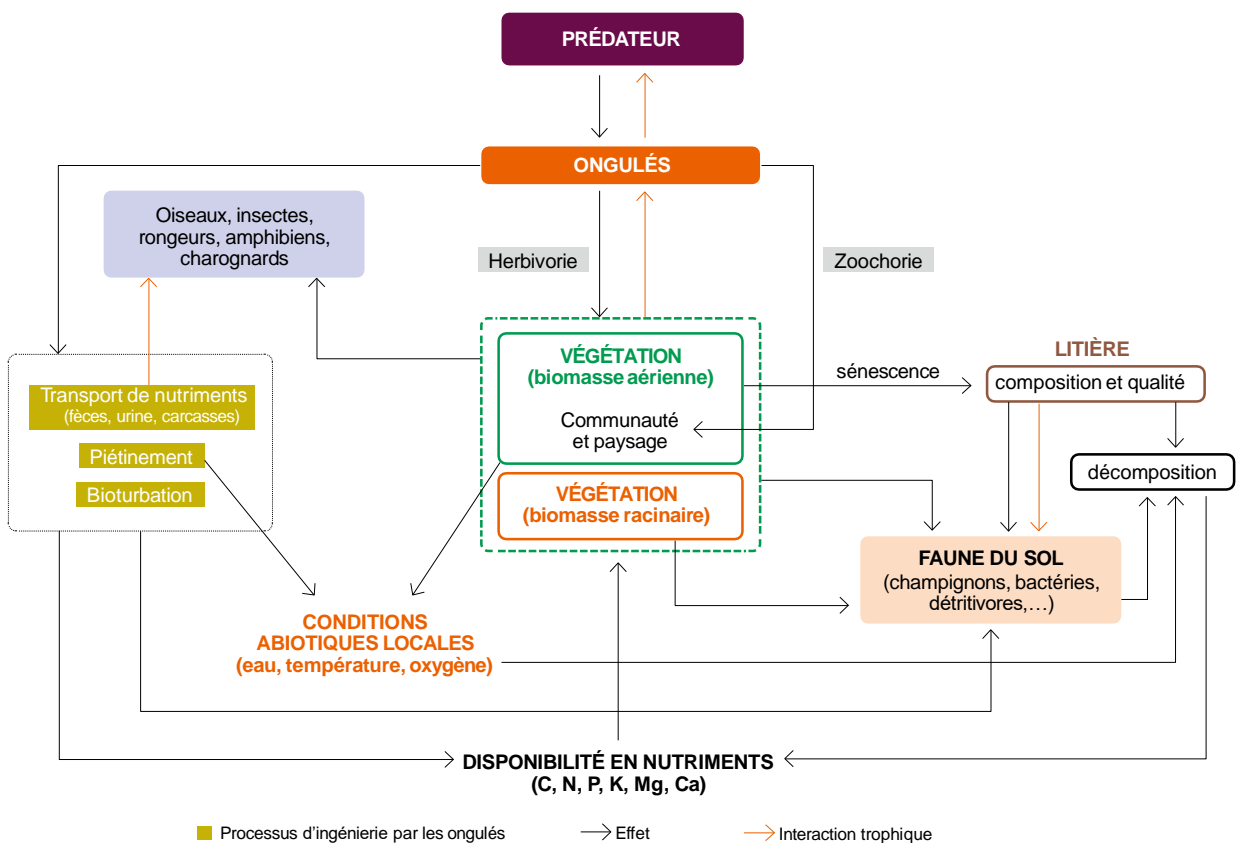 PRÉDATEUR
ONGULÉS
Oiseaux, insectes,
rongeurs, amphibiens,
charognards
Herbivorie
Zoochorie
VÉGÉTATION
(biomasse aérienne)
Communauté
et paysage
VÉGÉTATION
(biomasse racinaire)
sénescence
LITIÈRE
composition et qualité
décomposition
Transport de nutriments
(fèces, urine, carcasses)
Piétinement
Bioturbation
FAUNE DU SOL
(champignons, bactéries,
détritivores,…)
CONDITIONS
ABIOTIQUES LOCALES
(eau, température, oxygène)
DISPONIBILITÉ EN NUTRIMENTS
(C, N, P, K, Mg, Ca)
Processus d’ingénierie par les ongulés
Effet
Interaction trophique